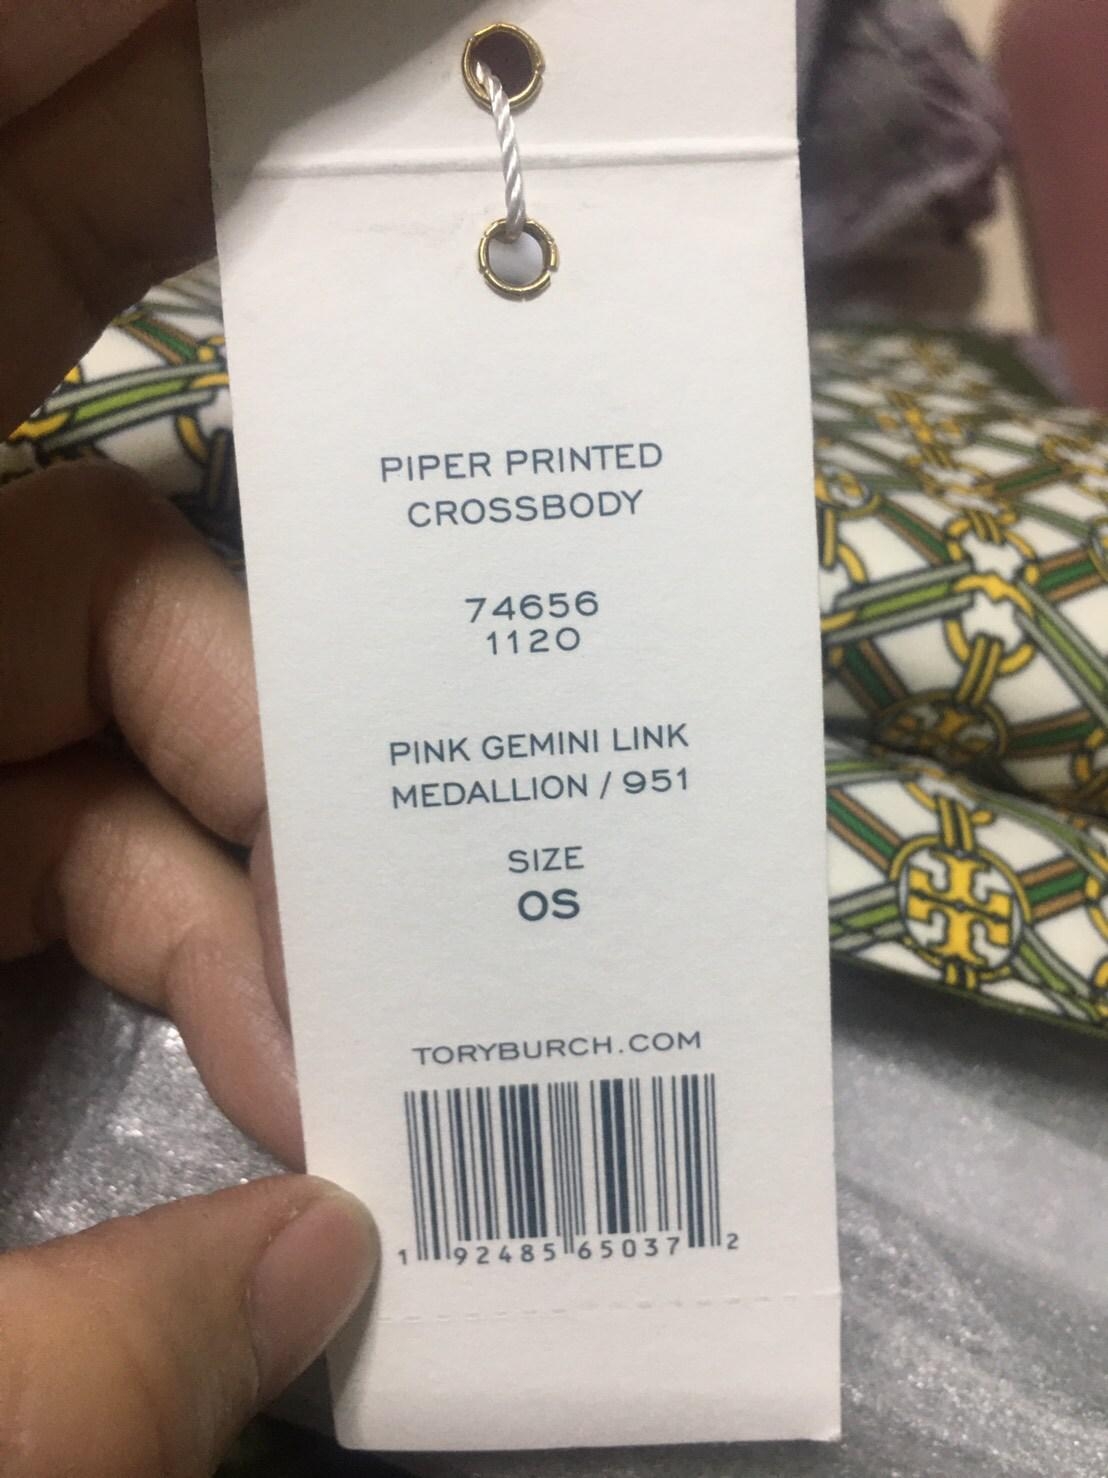 PIPER PRINTED
CROSSBODY
74656
1120
PINK GEMINI LINK
MEDALLION / 951
SIZE
OS
TORYBURCH.COM
1 92485 65037 2